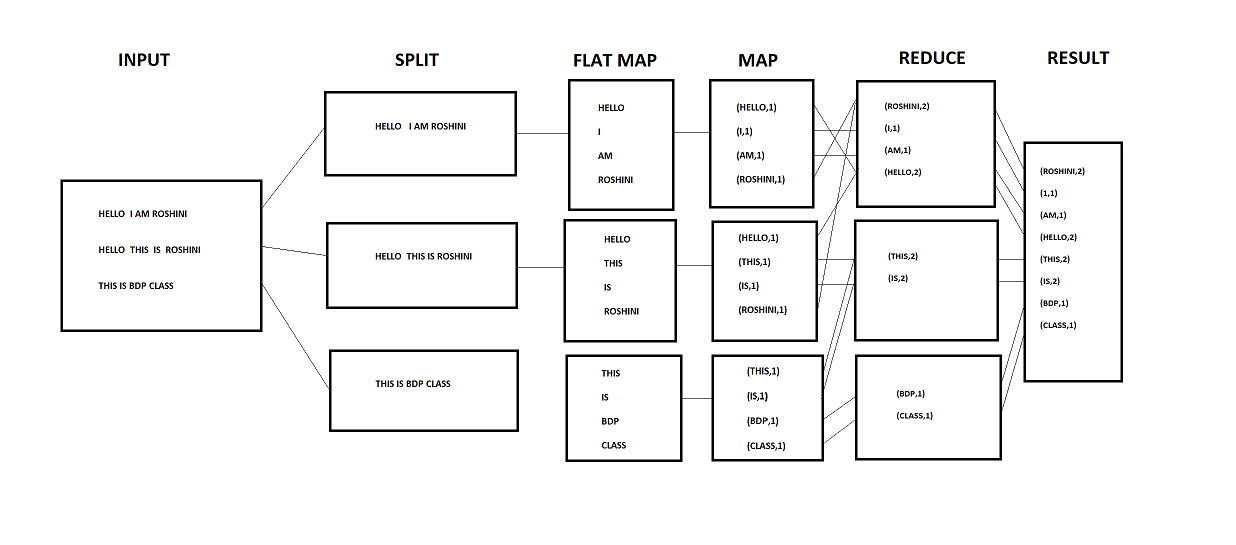 INPUT
SPLIT
FLAT MAP
MAP
REDUCE
RESULT
HELLO I AM ROSHINI
HELLO THIS IS ROSHINI
THIS IS BDP CLASS
HELLO I AM ROSHINI
HELLO THIS IS ROSHINI
THIS IS BDP CLASS
HELLO
I
AM
ROSHINI
HELLO
THIS
IS
ROSHINI
THIS
IS
BDP
CLASS
(HELLO,1)
(I,1)
(AM,1)
(ROSHINI,1)
(HELLO,1)
(THIS,1)
(IS,1)
(ROSHINI,1)
(THIS,1)
(IS,1)
(BDP,1)
(CLASS,1)
(ROSHINI,2)
(I,1)
(AM,1)
(HELLO,2)
(THIS,2)
(IS,2)
(BDP,1)
(CLASS,1)
(ROSHINI,2)
(1,1)
(AM,1)
(HELLO,2)
(THIS,2)
(IS,2)
(BDP,1)
(CLASS,1)